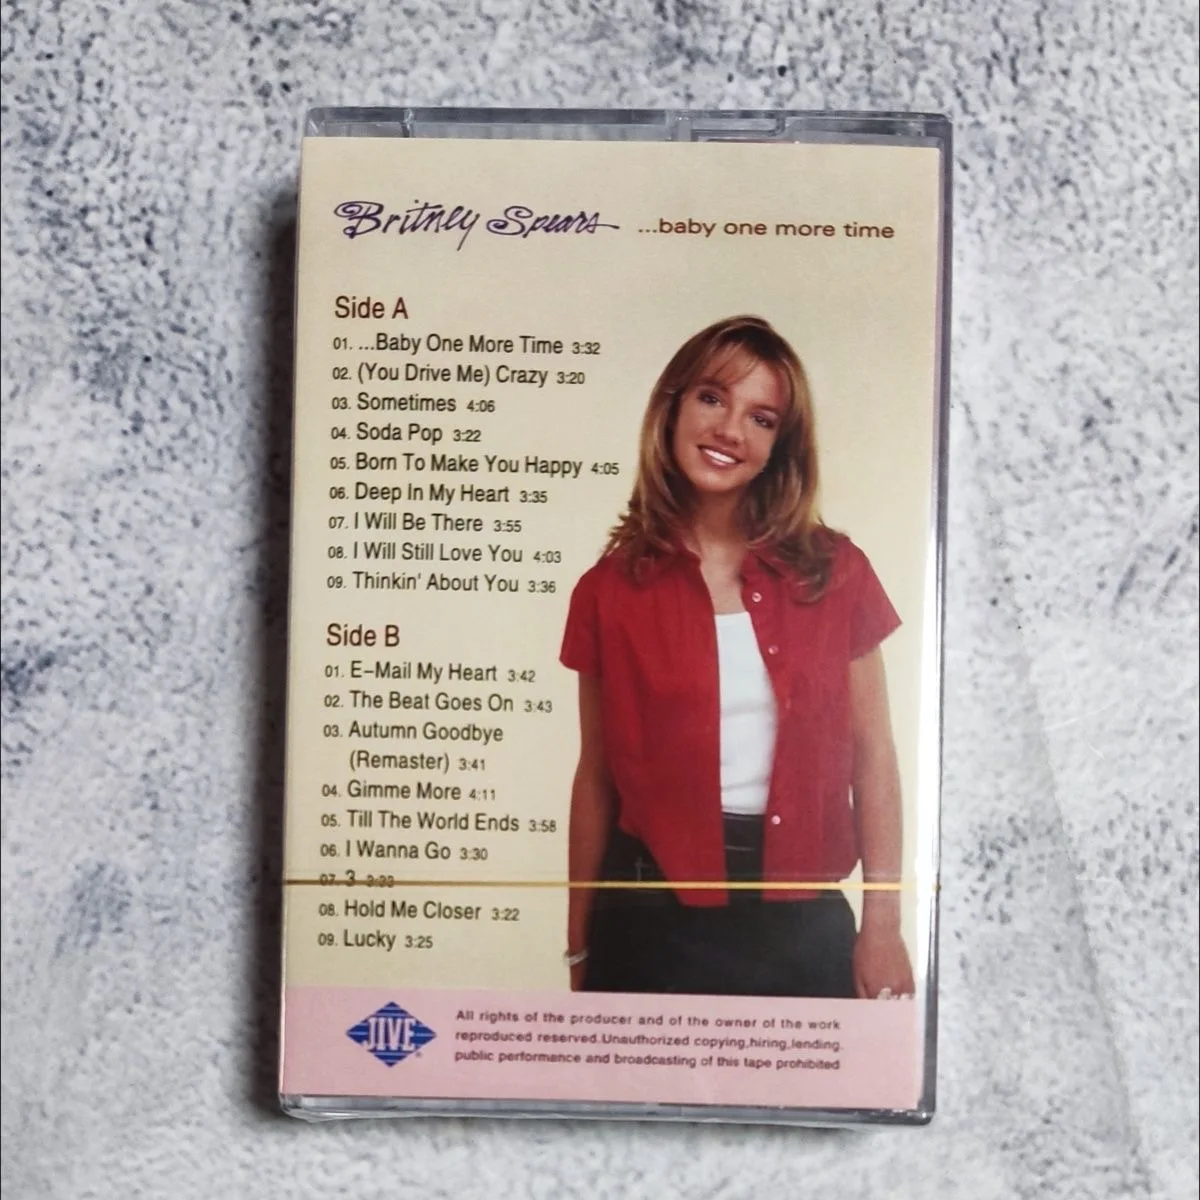 Britney Spears ...baby one more time
Side A
01. ...Baby One More Time 3:32
02. (You Drive Me) Crazy 3:20
03. Sometimes 4:06
04. Soda Pop 3:22
05. Born To Make You Happy 4:05
06. Deep In My Heart 3:35
07. I Will Be There 3:55
08. I Will Still Love You 4:03
09. Thinkin' About You 3:36
Side B
01. E-Mail My Heart 3:42
02. The Beat Goes On 3:43
03. Autumn Goodbye
(Remaster) 3:41
04. Gimme More 4:11
05. Till The World Ends 3:58
06. I Wanna Go 3:30
07. 3
08. Hold Me Closer 3:22
09. Lucky 3:25
JIVE
All rights of the producer and of the owner of the work
reproduced reserved.Unauthorized copying,hiring,lending.
public performance and broadcasting of this tape prohibited